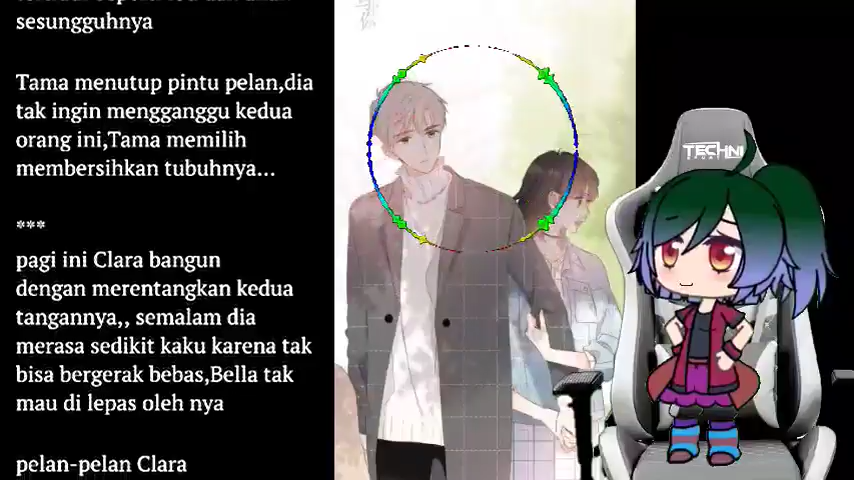 sesungguhnya
Tama menutup pintu pelan,dia
tak ingin mengganggu kedua
orang ini,Tama memilih
membersihkan tubuhnya...
***
pagi ini Clara bangun
dengan merentangkan kedua
tangannya,, semalam dia
merasa sedikit kaku karena tak
bisa bergerak bebas,Bella tak
mau di lepas oleh nya
pelan-pelan Clara
TECHNI